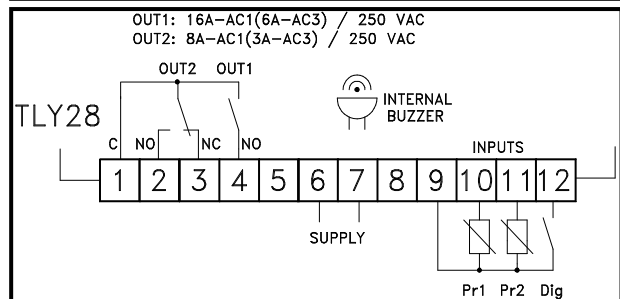 OUT1: 16A-AC1(6A-AC3) / 250 VAC
OUT2: 8A-AC1(3A-AC3) / 250 VAC
OUT2 OUT1
INTERNAL
BUZZER
TLY28
C NO NC NO
INPUTS
1 2 3 4 5 6 7 8 9 10 11 12
SUPPLY
Pr1 Pr2 Dig